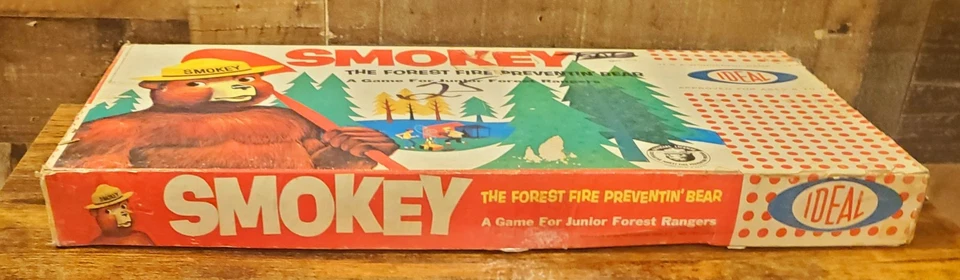 SMOKEY
THE FOREST FIRE PREVENTIN' BEAR
A Game For Junior Forest Rangers
25
SMOKEY
IDEAL
SMOKEY
THE FOREST FIRE PREVENTIN' BEAR
A Game For Junior Forest Rangers
IDEAL